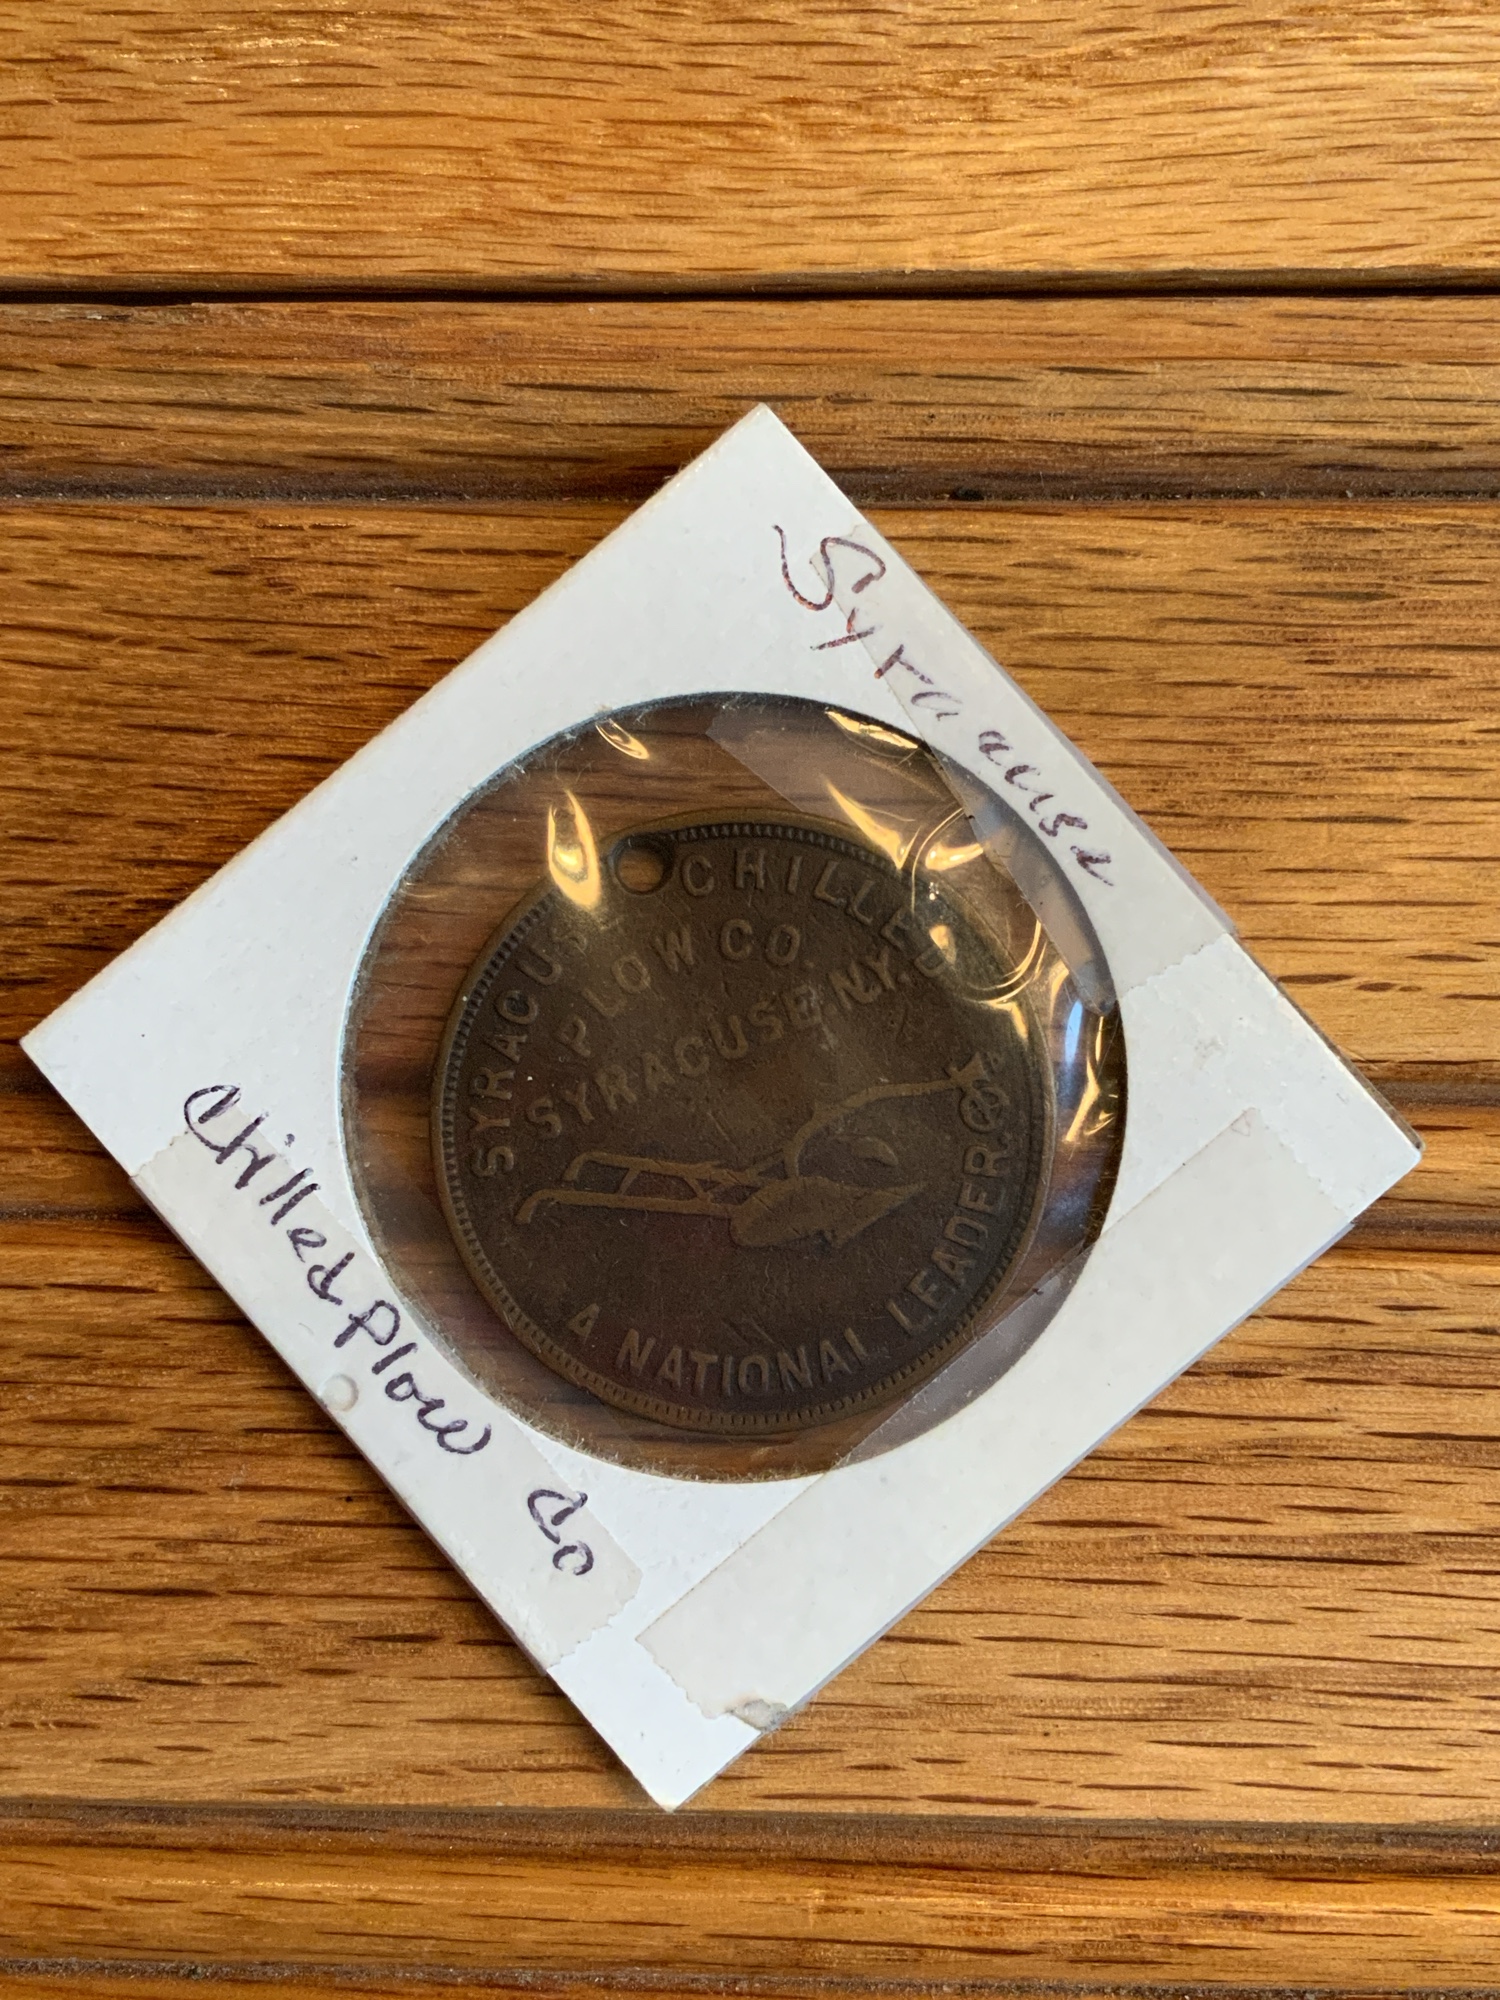 Syracuse
SYRACUSE CHILLED
PLOW CO.
SYRACUSE N.Y.
A NATIONAL LEADER.
Chilled Plow Co